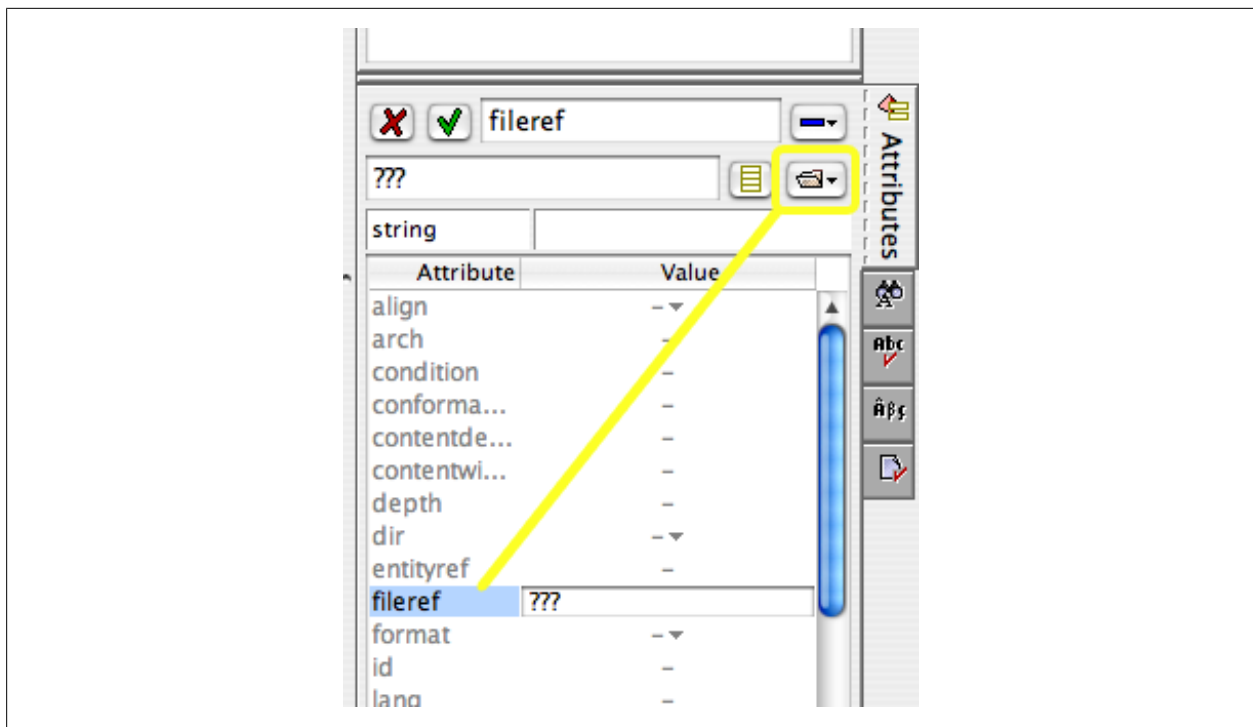 fileref
???
string
Attribute Value
align –
arch –
condition –
conforma... –
contentde... –
contentwi... –
depth –
dir –
entityref –
fileref ???
format –
id –
lang –
Attributes
A
Abc
Âβç